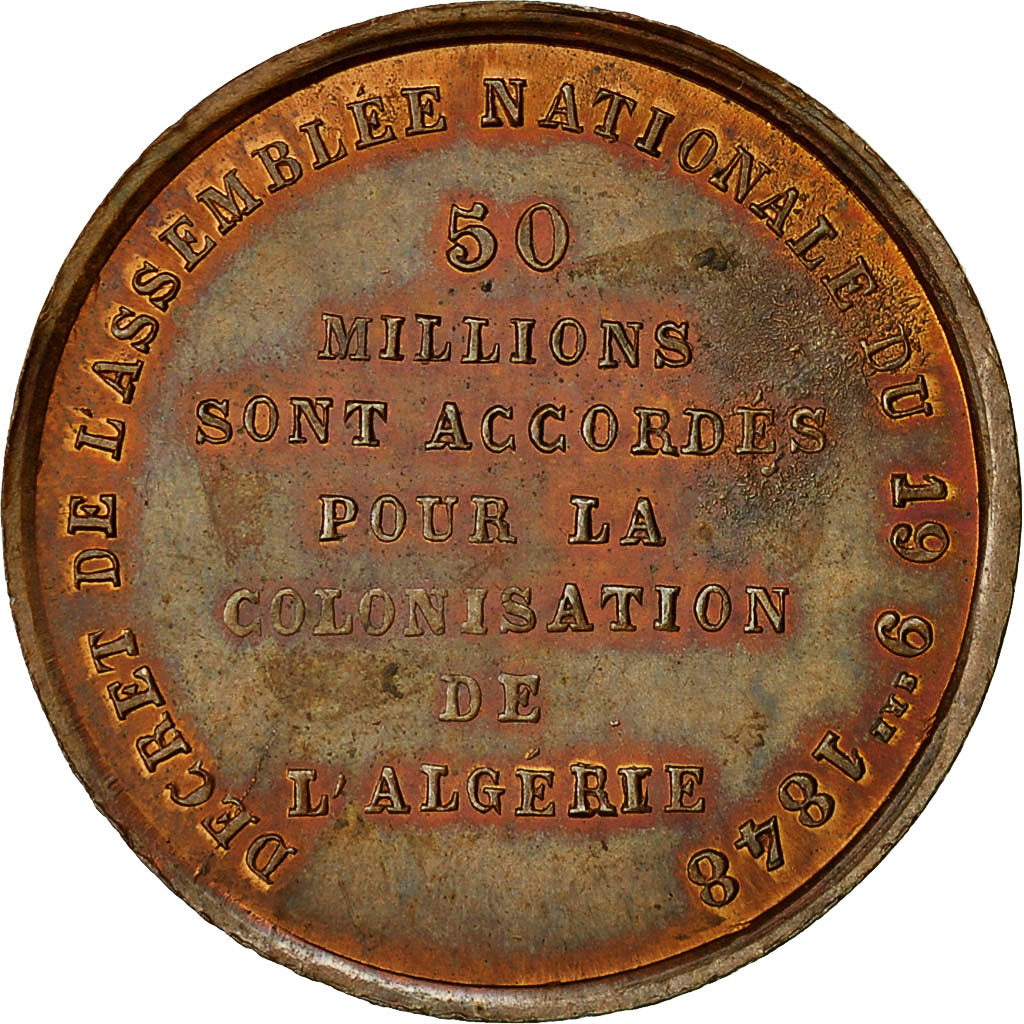 DECRET DE L'ASSEMBLÉE NATIONALE DU 19 9BRE 1848
50
MILLIONS
SONT ACCORDÉS
POUR LA
COLONISATION
DE
L'ALGÉRIE